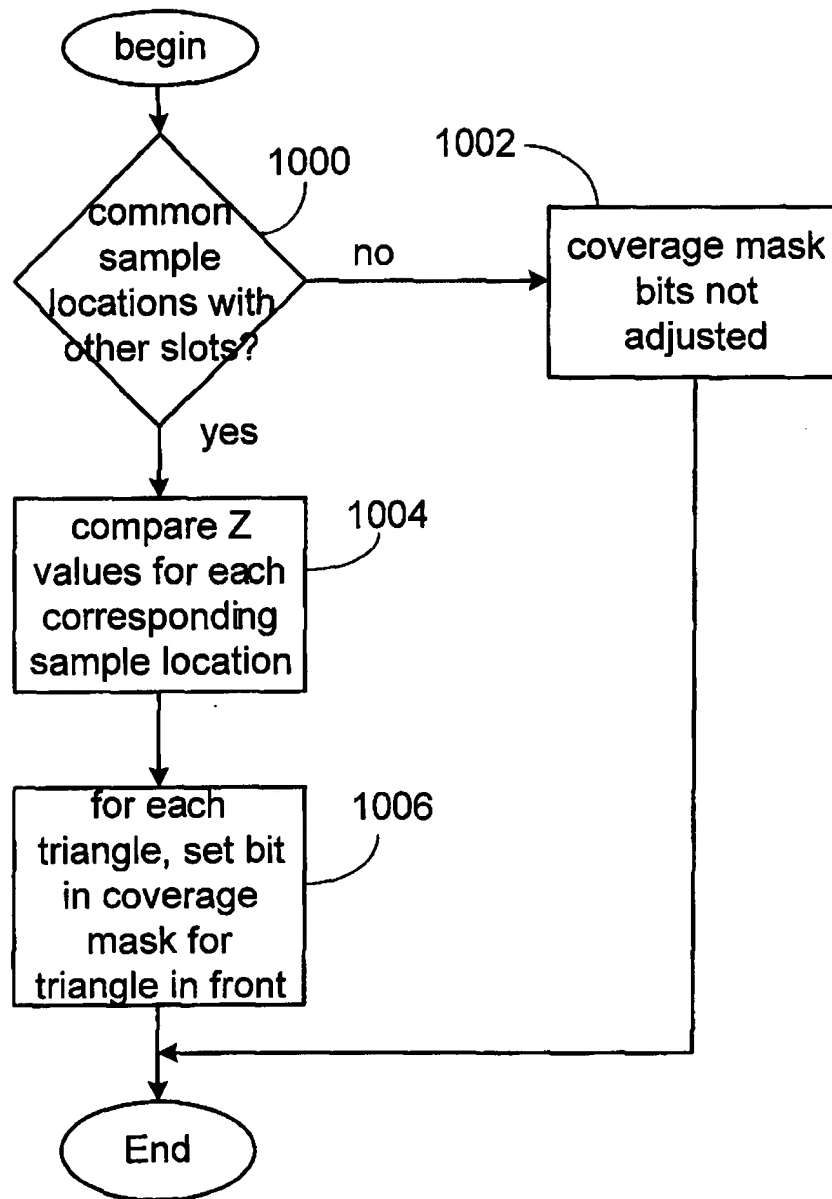 begin
1000
common
sample
locations with
other slots?
no
1002
coverage mask
bits not
adjusted
yes
compare Z
values for each
corresponding
sample location
1004
for each
triangle, set bit
in coverage
mask for
triangle in front
1006
End